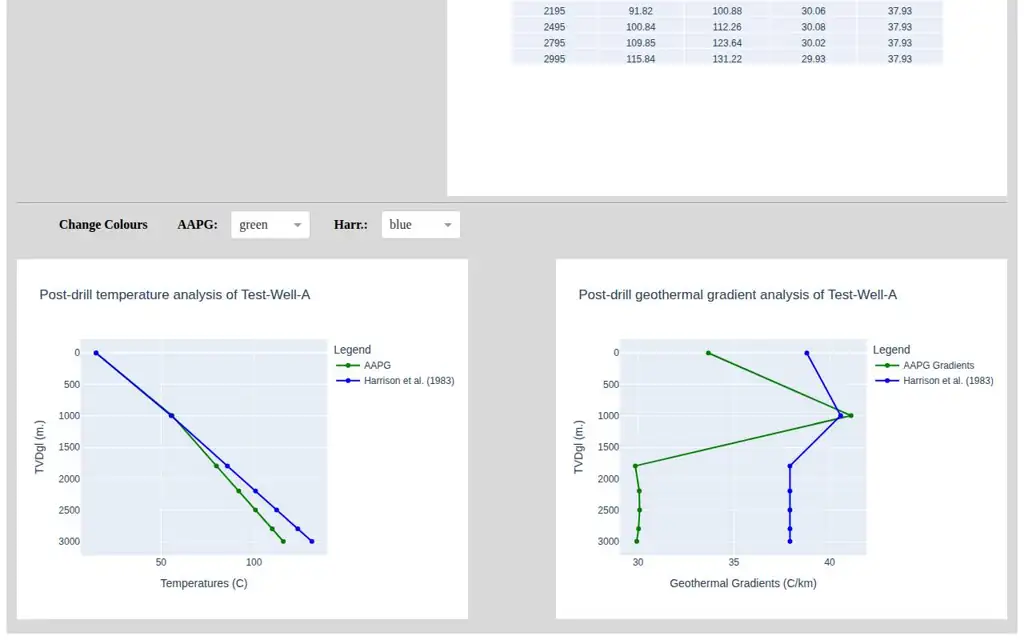 2195 91.82 100.88 30.06 37.93
2495 100.84 112.26 30.08 37.93
2795 109.85 123.64 30.02 37.93
2995 115.84 131.22 29.93 37.93
Change Colours AAPG: green Harr.: blue
Post-drill temperature analysis of Test-Well-A
Legend
AAPG
Harrison et al. (1983)
TVDgl (m.)
0
500
1000
1500
2000
2500
3000
50 100
Temperatures (C)
Post-drill geothermal gradient analysis of Test-Well-A
Legend
AAPG Gradients
Harrison et al. (1983)
TVDgl (m.)
0
500
1000
1500
2000
2500
3000
30 35 40
Geothermal Gradients (C/km)